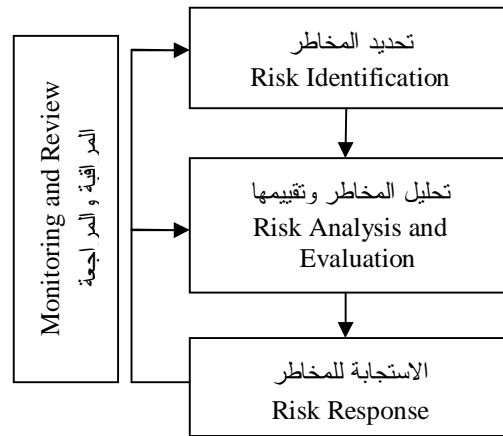 تحديد المخاطر
Risk Identification
Monitoring and Review
المراقبة والمراجعة
تحليل المخاطر وتقييمها
Risk Analysis and
Evaluation
الاستجابة للمخاطر
Risk Response